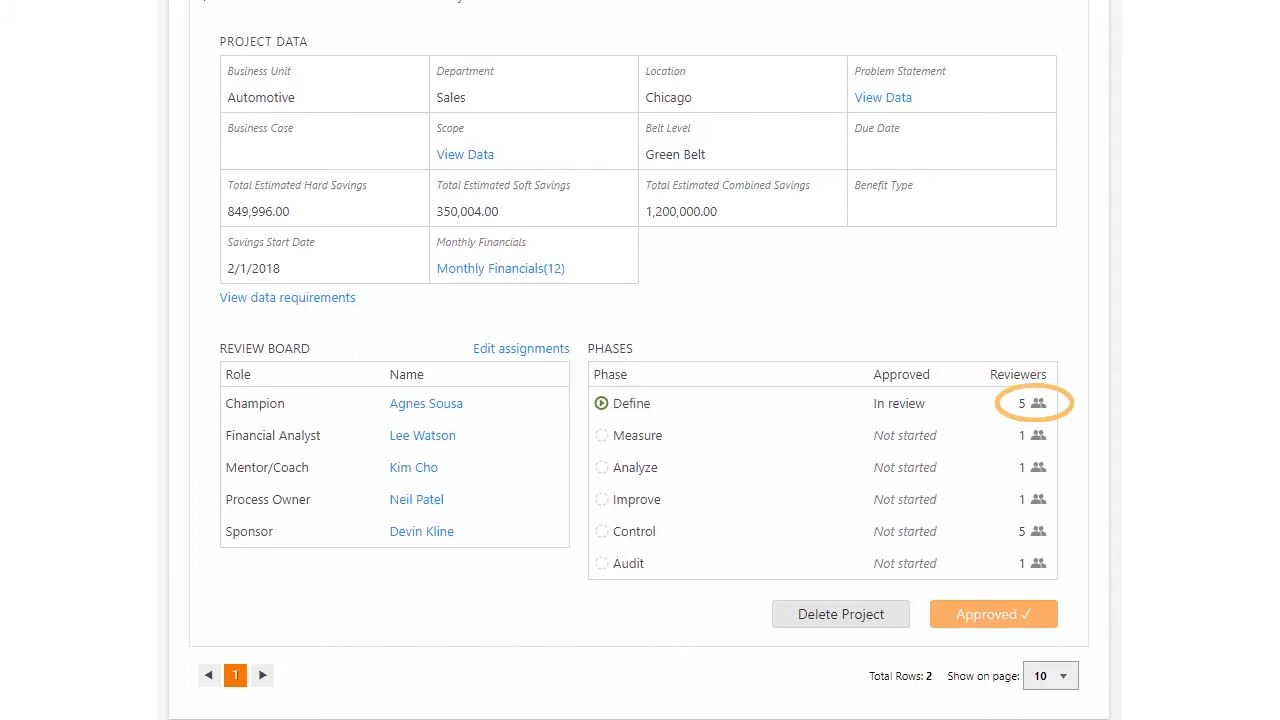 PROJECT DATA
Business Unit Department Location Problem Statement
Automotive Sales Chicago View Data
Business Case Scope Belt Level Due Date
View Data Green Belt
Total Estimated Hard Savings Total Estimated Soft Savings Total Estimated Combined Savings Benefit Type
849,996.00 350,004.00 1,200,000.00
Savings Start Date Monthly Financials
2/1/2018 Monthly Financials(12)
View data requirements
REVIEW BOARD Edit assignments
Role Name
Champion Agnes Sousa
Financial Analyst Lee Watson
Mentor/Coach Kim Cho
Process Owner Neil Patel
Sponsor Devin Kline
PHASES
Phase Approved Reviewers
Define In review 5
Measure Not started 1
Analyze Not started 1
Improve Not started 1
Control Not started 5
Audit Not started 1
Delete Project Approved ✓
1 Total Rows: 2 Show on page: 10